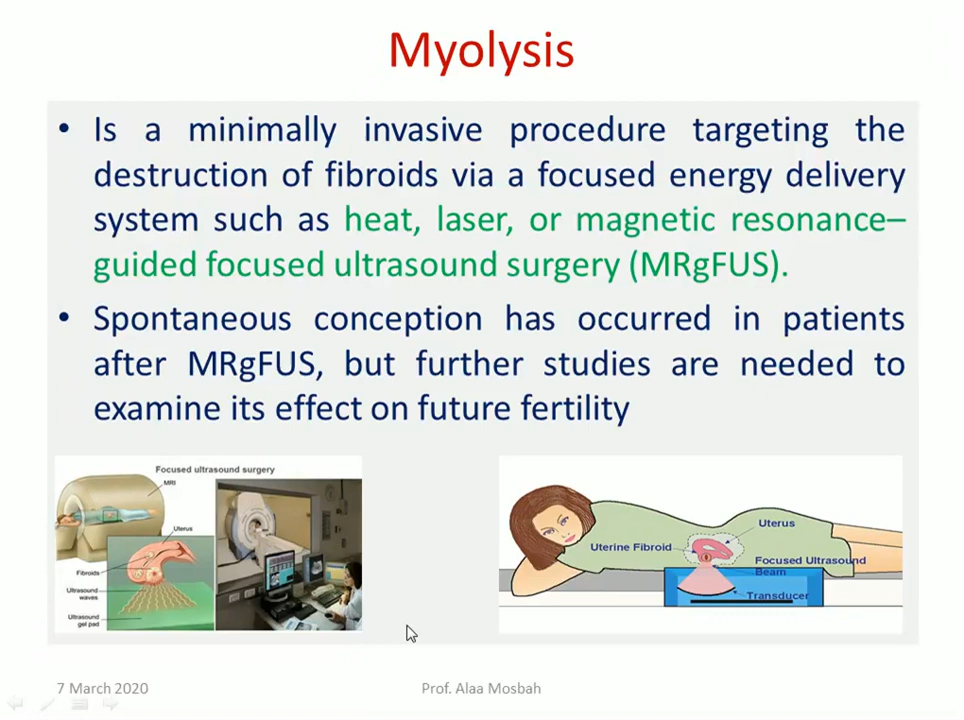 Myolysis
• Is a minimally invasive procedure targeting the
destruction of fibroids via a focused energy delivery
system such as heat, laser, or magnetic resonance–
guided focused ultrasound surgery (MRgFUS).
• Spontaneous conception has occurred in patients
after MRgFUS, but further studies are needed to
examine its effect on future fertility
Focused ultrasound surgery
MRI
Uterus
Fibroids
Ultrasound
waves
Ultrasound
gel pad
Uterus
Uterine Fibroid
Focused Ultrasound
Beam
Transducer
7 March 2020
Prof. Alaa Mosbah